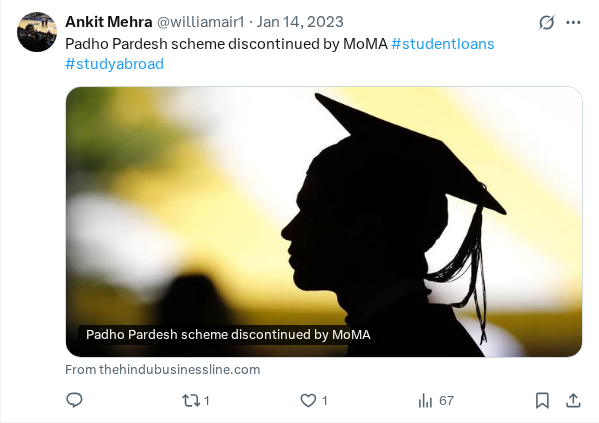 Ankit Mehra @williamair1 · Jan 14, 2023
Padho Pardesh scheme discontinued by MoMA #studentloans
#studyabroad
Padho Pardesh scheme discontinued by MoMA
From thehindubusinessline.com
1 1 67